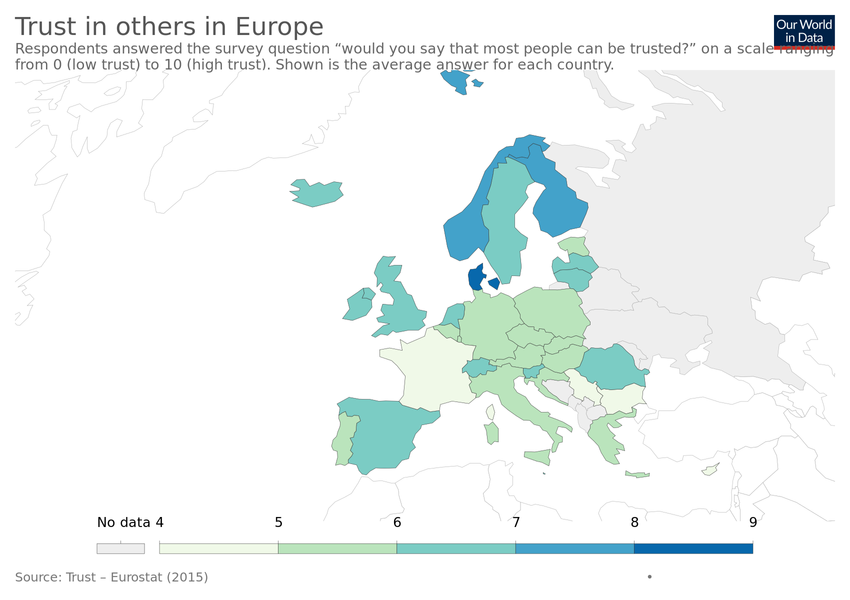 Trust in others in Europe
Our World
in Data
Respondents answered the survey question “would you say that most people can be trusted?” on a scale ranging
from 0 (low trust) to 10 (high trust). Shown is the average answer for each country.
No data 4 5 6 7 8 9
Source: Trust – Eurostat (2015)